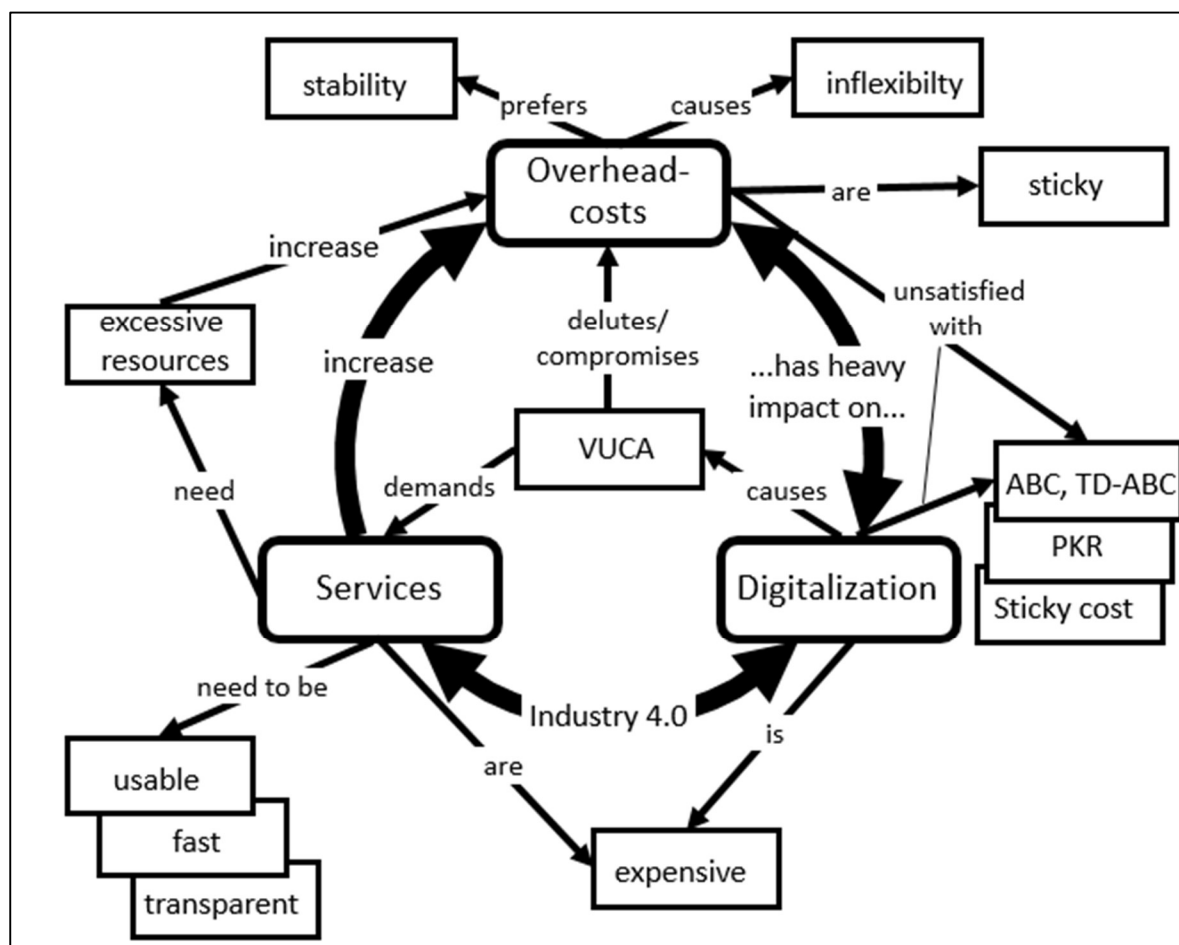 stability
prefers
causes
inflexibilty
Overhead-
costs
are
sticky
increase
unsatisfied
with
excessive
resources
increase
delutes/
compromises
...has heavy
impact on...
VUCA
need
demands
causes
ABC, TD-ABC
PKR
Sticky cost
Services
Digitalization
need to be
Industry 4.0
is
are
usable
fast
transparent
expensive